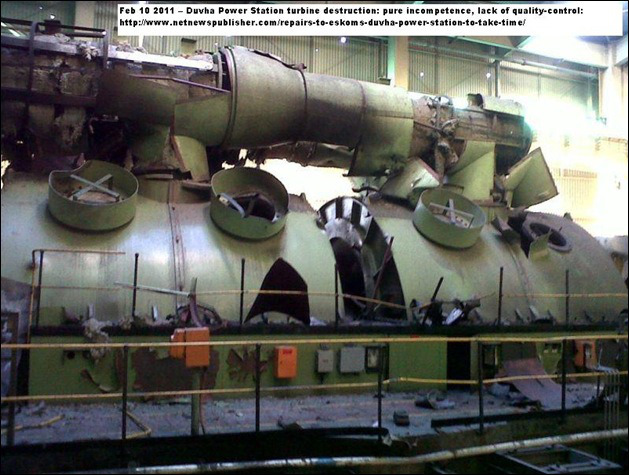 Feb 10 2011 – Duvha Power Station turbine destruction: pure incompetence, lack of quality-control:
http://www.netnewspublisher.com/repairs-to-eskoms-duvha-power-station-to-take-time/